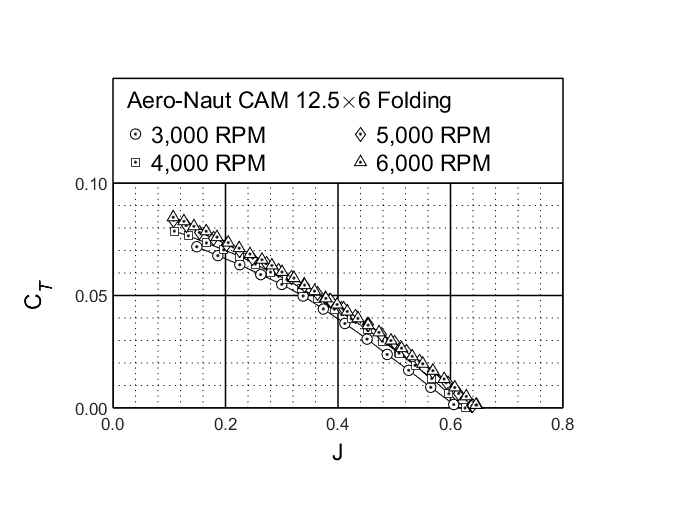 Aero-Naut CAM 12.5×6 Folding
3,000 RPM 5,000 RPM
4,000 RPM 6,000 RPM
0.10
0.05
0.00
C_T
0.0 0.2 0.4 0.6 0.8
J